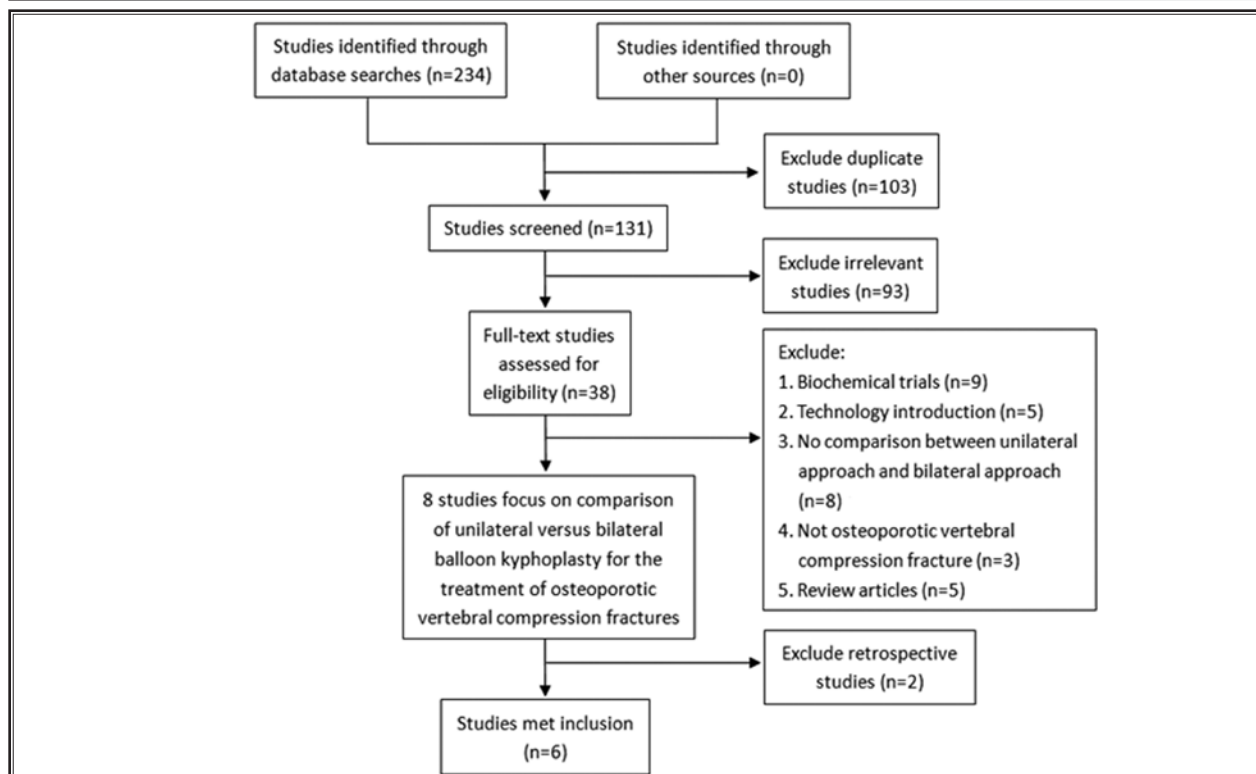 Studies identified through
database searches (n=234)
Studies identified through
other sources (n=0)
Exclude duplicate
studies (n=103)
Studies screened (n=131)
Exclude irrelevant
studies (n=93)
Full-text studies
assessed for
eligibility (n=38)
Exclude:
1. Biochemical trials (n=9)
2. Technology introduction (n=5)
3. No comparison between unilateral
approach and bilateral approach
(n=8)
4. Not osteoporotic vertebral
compression fracture (n=3)
5. Review articles (n=5)
8 studies focus on comparison
of unilateral versus bilateral
balloon kyphoplasty for the
treatment of osteoporotic
vertebral compression fractures
Exclude retrospective
studies (n=2)
Studies met inclusion
(n=6)